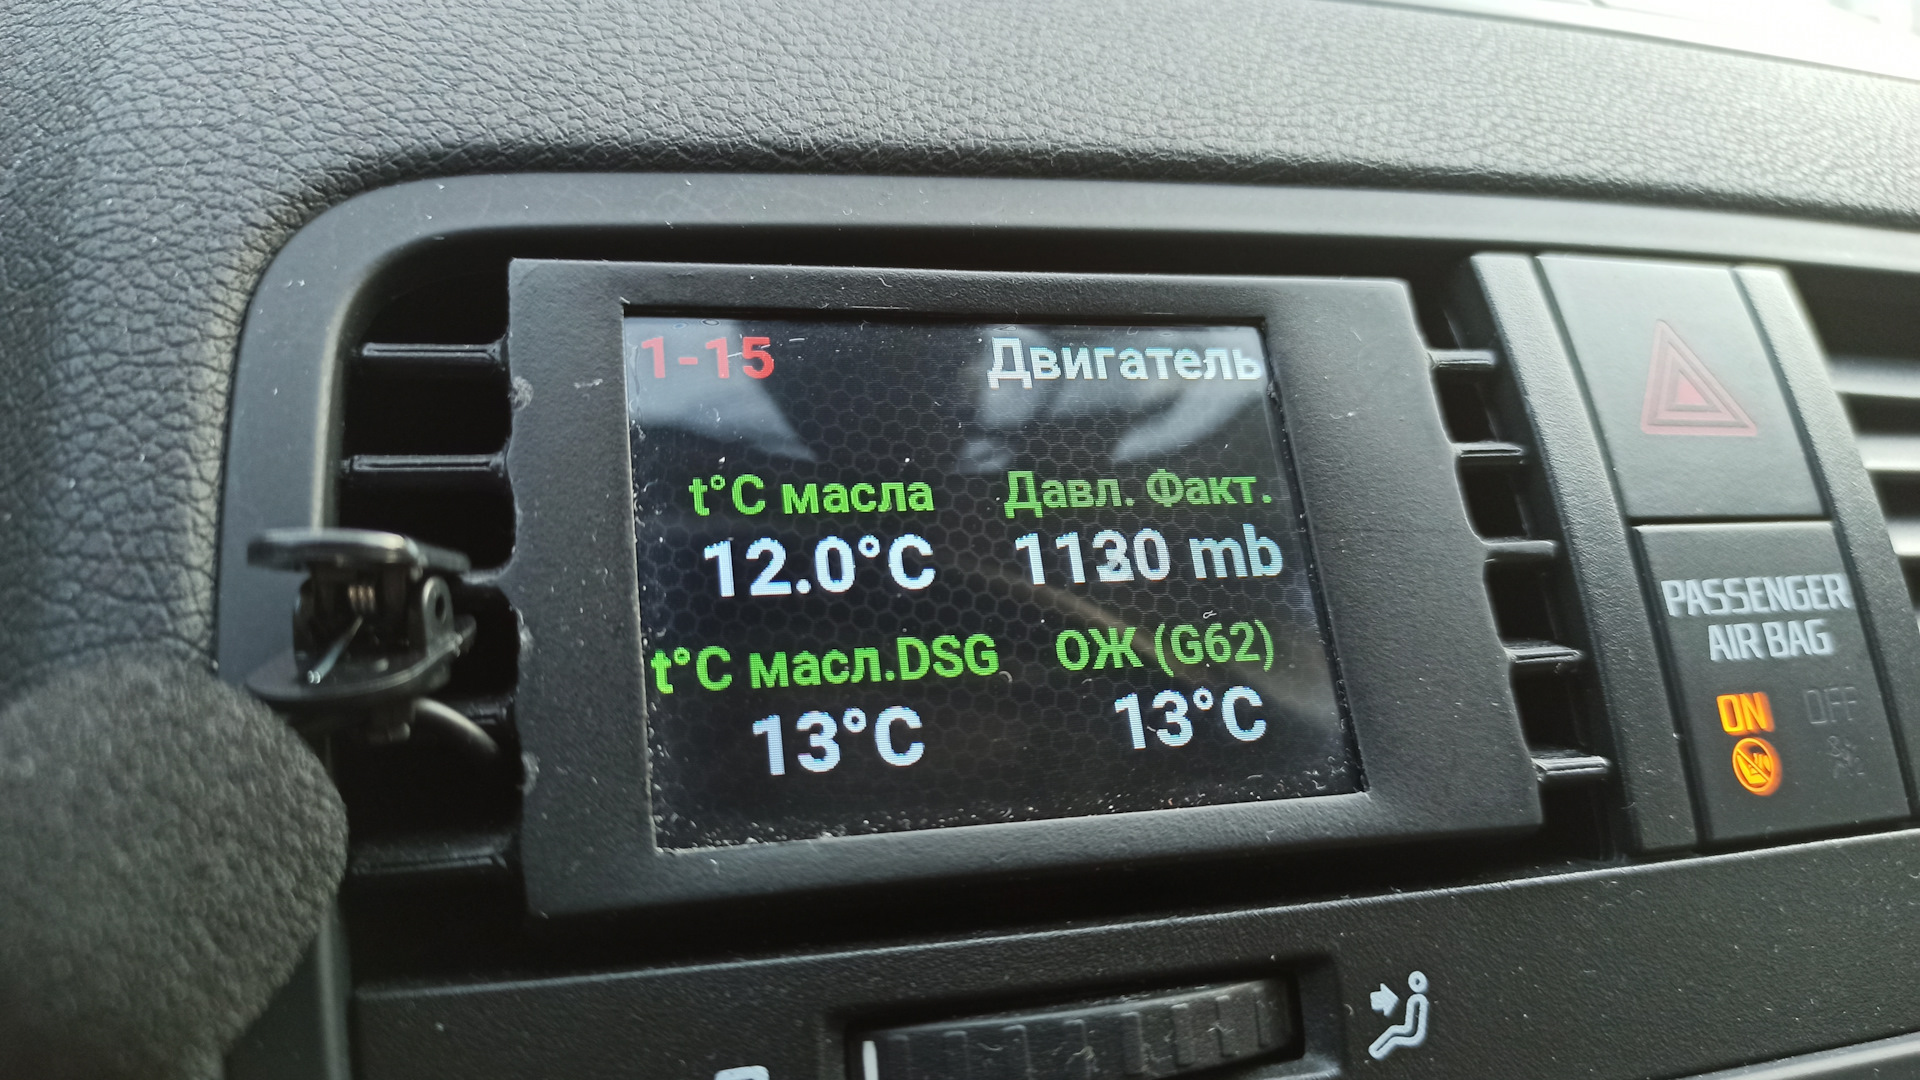 1-15 Двигатель
t°C масла Давл. Факт.
12.0°C mb
t°C масл.DSG ОЖ (G62)
13°C 13°C
PASSENGER
AIR BAG
ON OFF